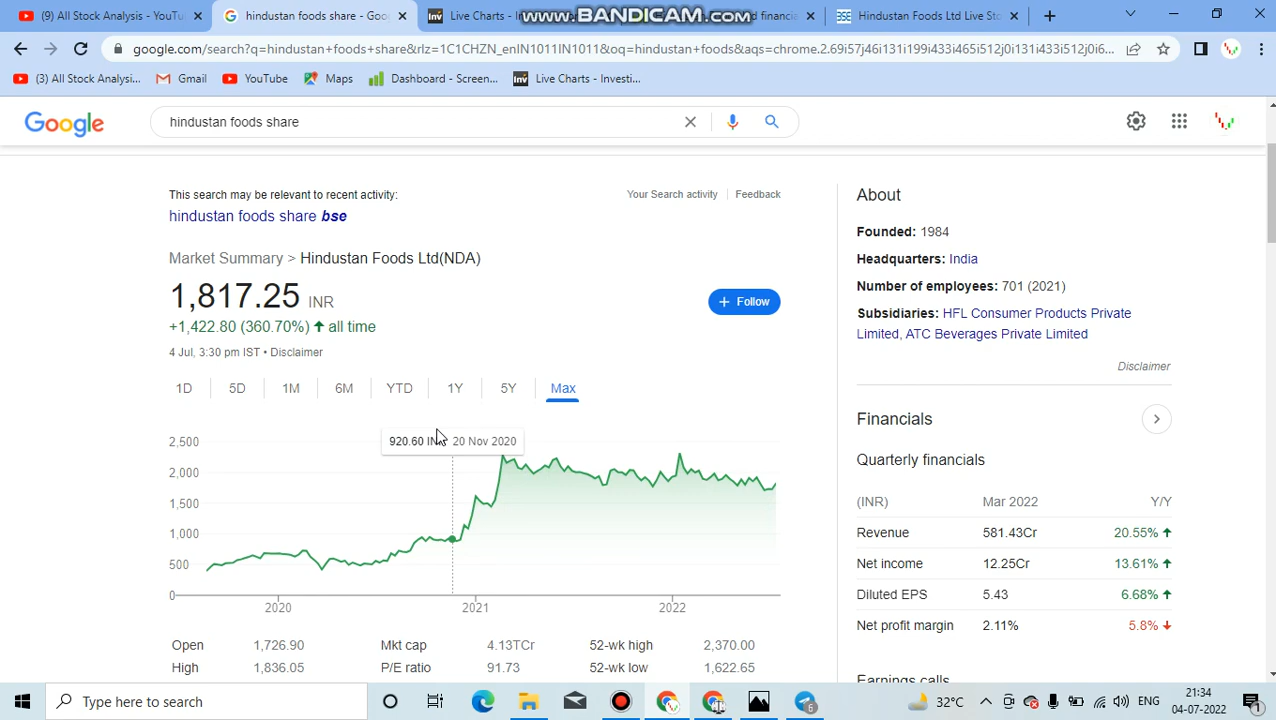 (9) All Stock Analysis - YouT
hindustan foods share - Goo
Live Charts - In
www.BANDICAM.com
d financia
Hindustan Foods Ltd Live Sto
google.com/search?q=hindustan+foods+share&rlz=1C1CHZN_enIN1011IN1011&oq=hindustan+foods&aqs=chrome.2.69i57j46i131i199i433i465i512j0i131i433i512j0i6...
(3) All Stock Analysi...
Gmail
YouTube
Maps
Dashboard - Screen...
Inv
Live Charts - Investi...
Google
hindustan foods share
This search may be relevant to recent activity:
Your Search activity
Feedback
hindustan foods share bse
Market Summary > Hindustan Foods Ltd(NDA)
1,817.25 INR
+ Follow
+1,422.80 (360.70%) ↑ all time
4 Jul, 3:30 pm IST • Disclaimer
1D 5D 1M 6M YTD 1Y 5Y Max
920.60 IN 20 Nov 2020
2,500
2,000
1,500
1,000
500
0
2020 2021 2022
Open 1,726.90 Mkt cap 4.13TCr 52-wk high 2,370.00
High 1,836.05 P/E ratio 91.73 52-wk low 1,622.65
About
Founded: 1984
Headquarters: India
Number of employees: 701 (2021)
Subsidiaries: HFL Consumer Products Private
Limited, ATC Beverages Private Limited
Disclaimer
Financials
Quarterly financials
(INR) Mar 2022 Y/Y
Revenue 581.43Cr 20.55% ↑
Net income 12.25Cr 13.61% ↑
Diluted EPS 5.43 6.68% ↑
Net profit margin 2.11% 5.8% ↓
Earnings calls
Type here to search
6
32°C
ENG
21:34
04-07-2022
1